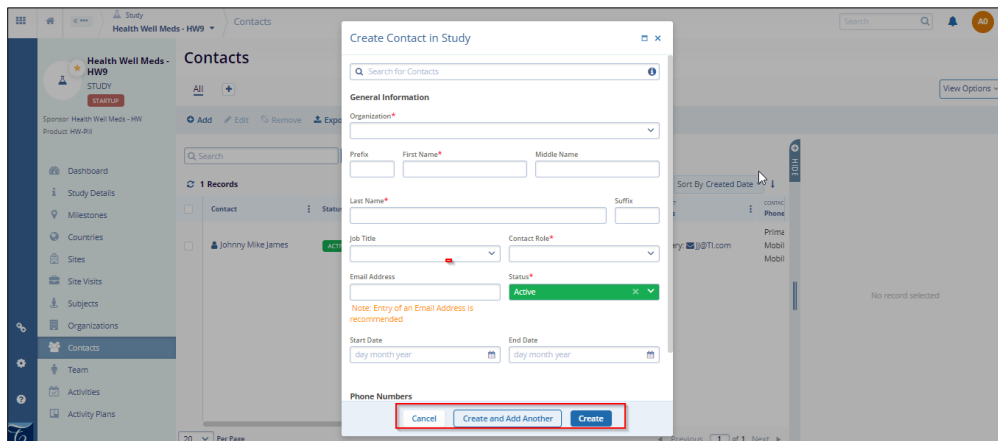 Study
Health Well Meds - HW9
Contacts
Search
A0
Health Well Meds -
HW9
STUDY
STARTUP
Sponsor Health Well Meds - HW
Product HW-Pill
Dashboard
Study Details
Milestones
Countries
Sites
Site Visits
Subjects
Organizations
Contacts
Team
Activities
Activity Plans
Contacts
All
View Options
Add Edit Remove Expo
Search
1 Records
Contact
Status
Johnny Mike James
Create Contact in Study
Search for Contacts
General Information
Organization*
Prefix First Name* Middle Name
Last Name* Suffix
Job Title Contact Role*
Email Address Status*
Active
Note: Entry of an Email Address is
recommended
Start Date End Date
day month year day month year
Phone Numbers
Cancel Create and Add Another Create
Sort By Created Date
HIDE
Phone
Mobil
Mobil
No record selected
20 Per Page
Previous 1 of 1 Next